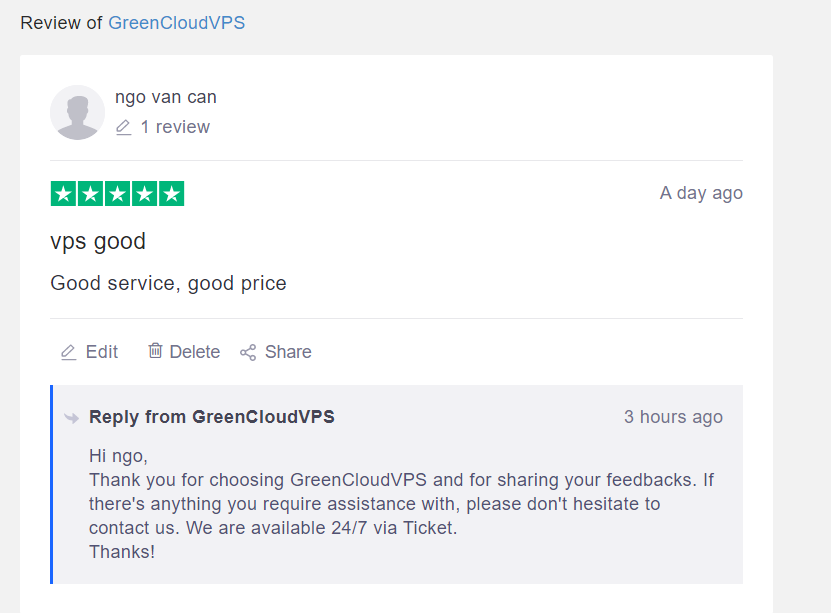 Review of GreenCloudVPS
ngo van can
1 review
A day ago
vps good
Good service, good price
Edit Delete Share
Reply from GreenCloudVPS 3 hours ago
Hi ngo,
Thank you for choosing GreenCloudVPS and for sharing your feedbacks. If
there's anything you require assistance with, please don't hesitate to
contact us. We are available 24/7 via Ticket.
Thanks!